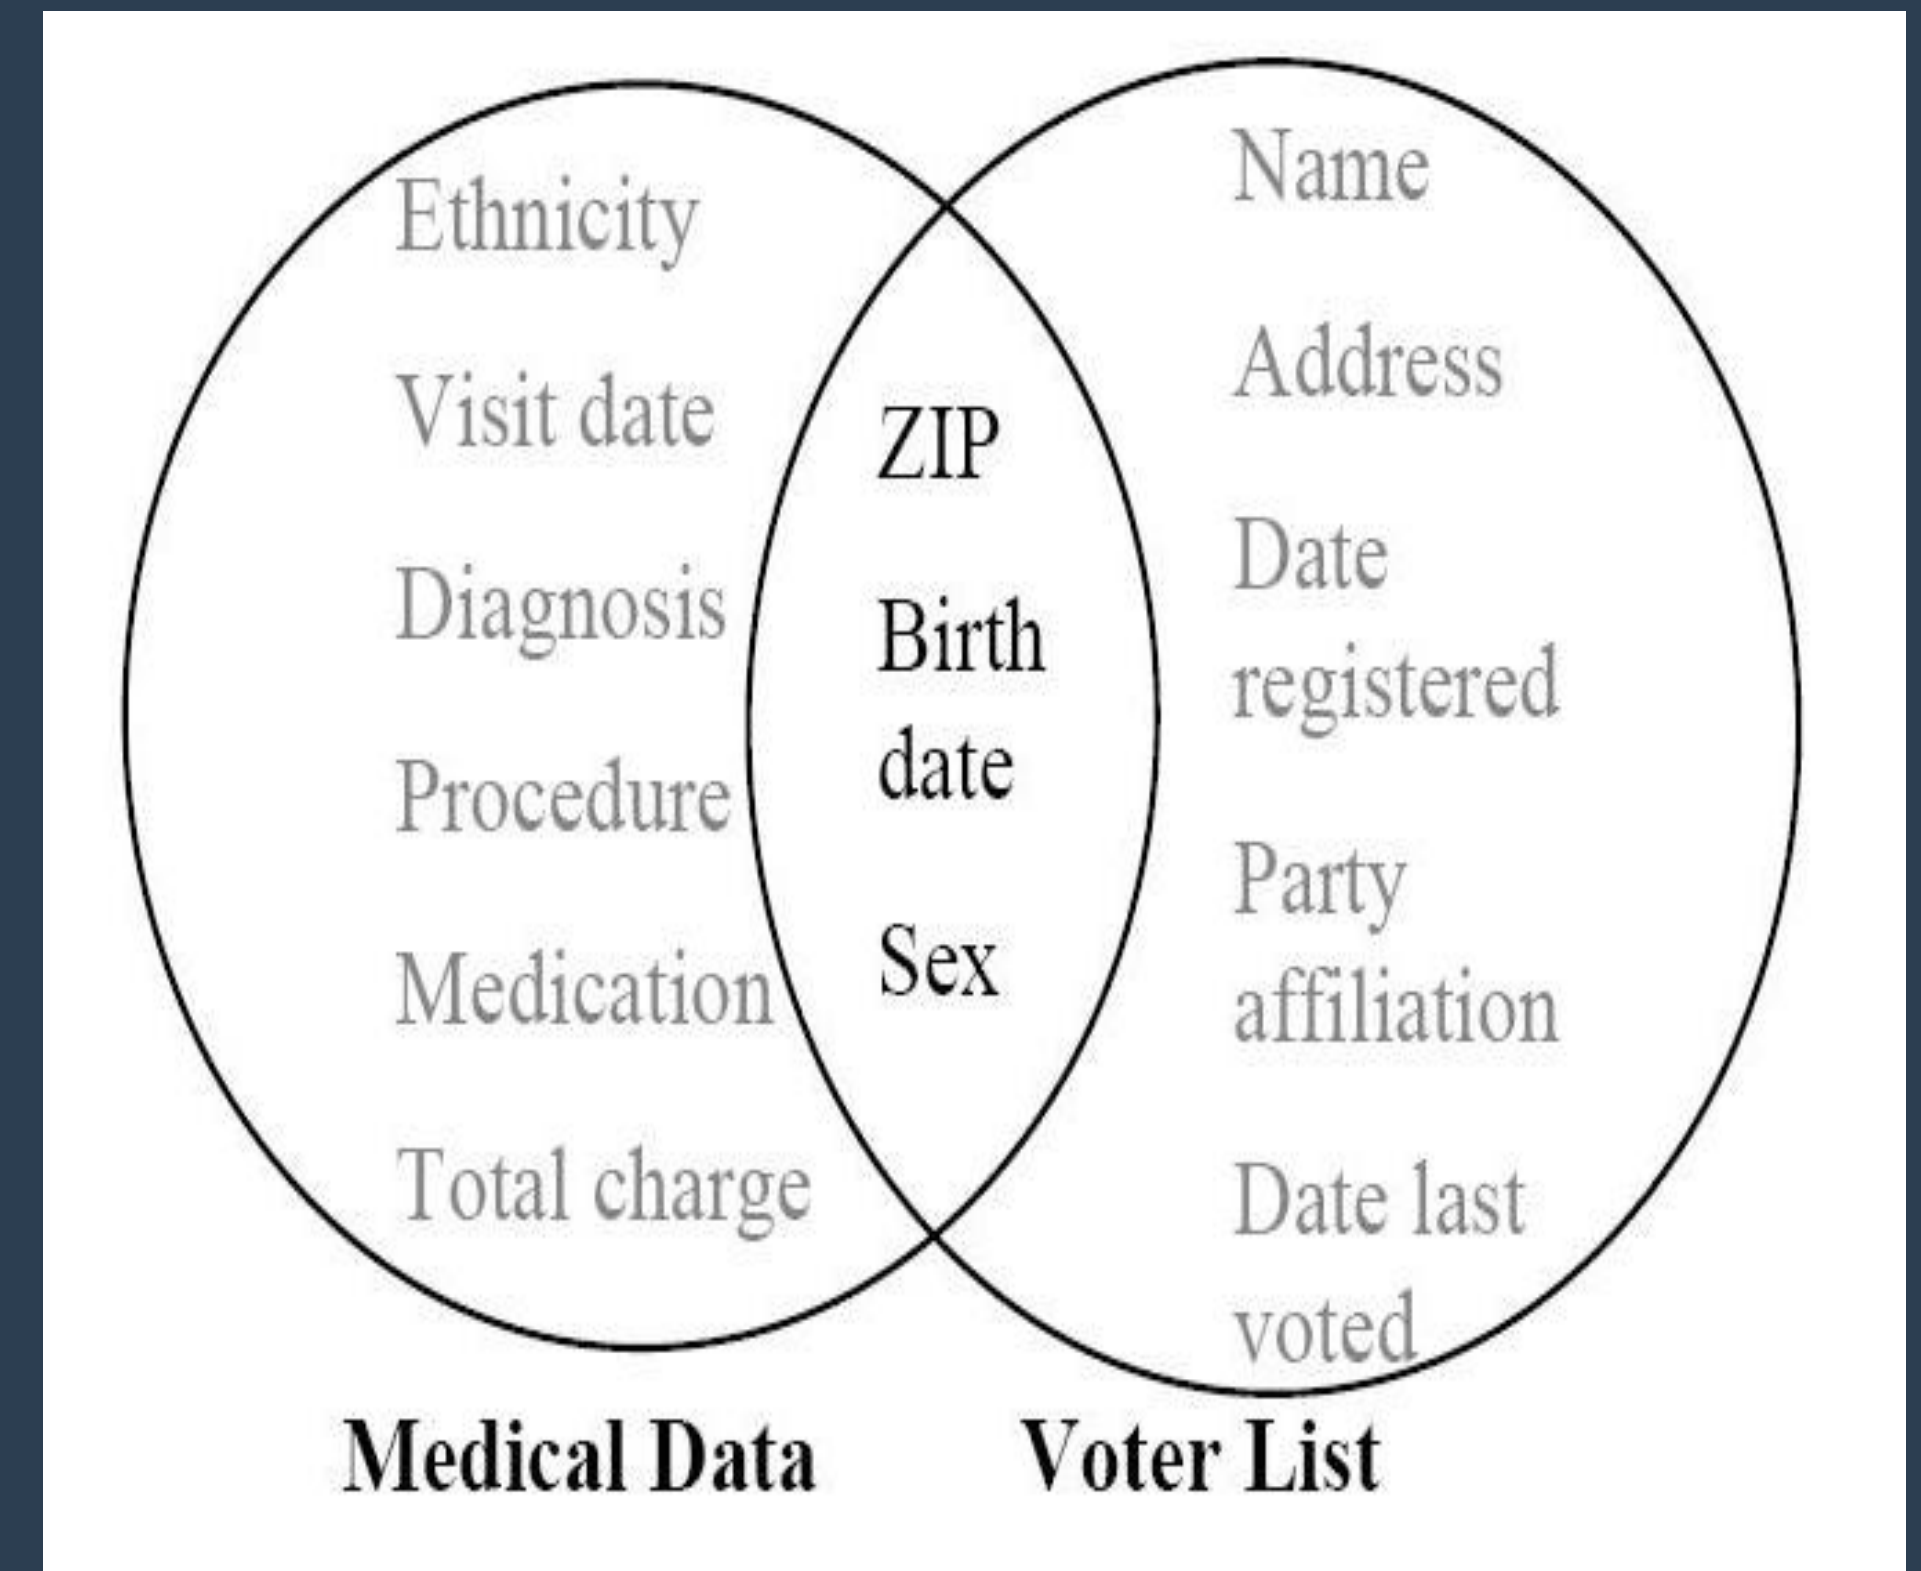 Ethnicity
Visit date
Diagnosis
Procedure
Medication
Total charge
ZIP
Birth
date
Sex
Name
Address
Date
registered
Party
affiliation
Date last
voted
Medical Data
Voter List